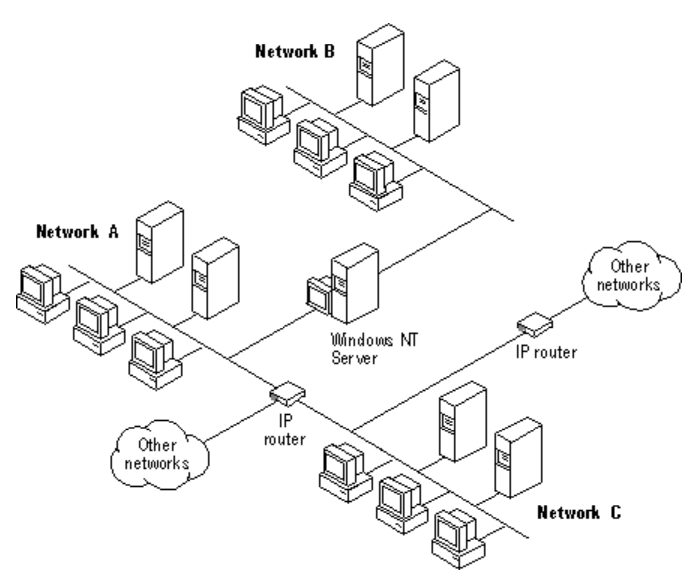 Network B
Network A
Other
networks
Windows NT
Server
IP router
IP
router
Other
networks
Network C